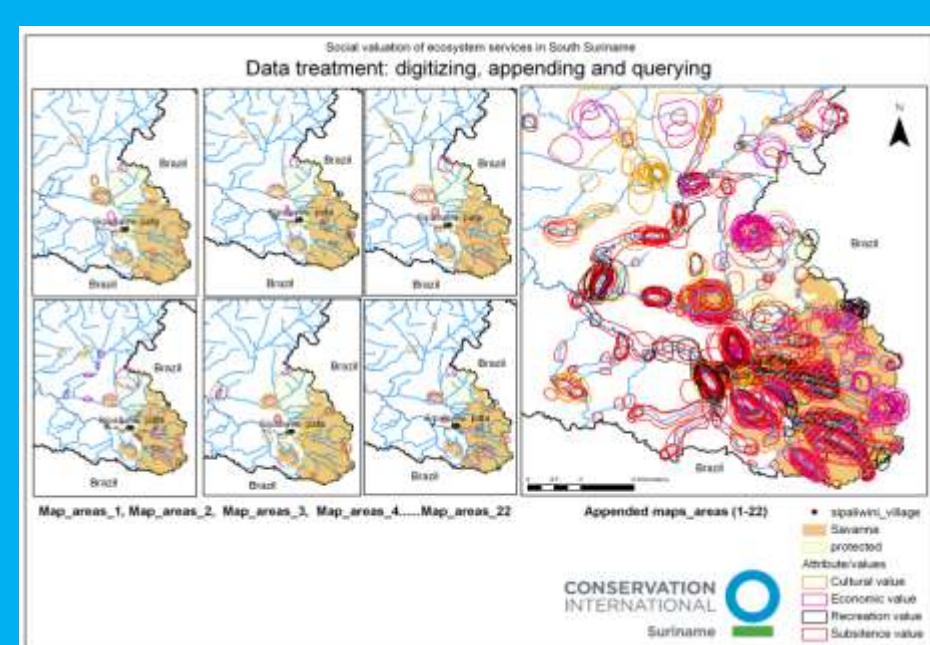 Social valuation of ecosystem services in South Suriname
Data treatment: digitizing, appending and querying
Brazil
Brazil
Brazil
Brazil
Brazil
Brazil
Brazil
Brazil
Brazil
Brazil
Brazil
Brazil
N
Brazil
Brazil
Map_areas_1, Map_areas_2, Map_areas_3, Map_areas_4.....Map_areas_22
Appended maps_areas (1-22)
sipaliwini_village
Savanna
protected
Attribute/values
Cultural value
Economic value
Recreation value
Subsitence value
CONSERVATION
INTERNATIONAL
Suriname